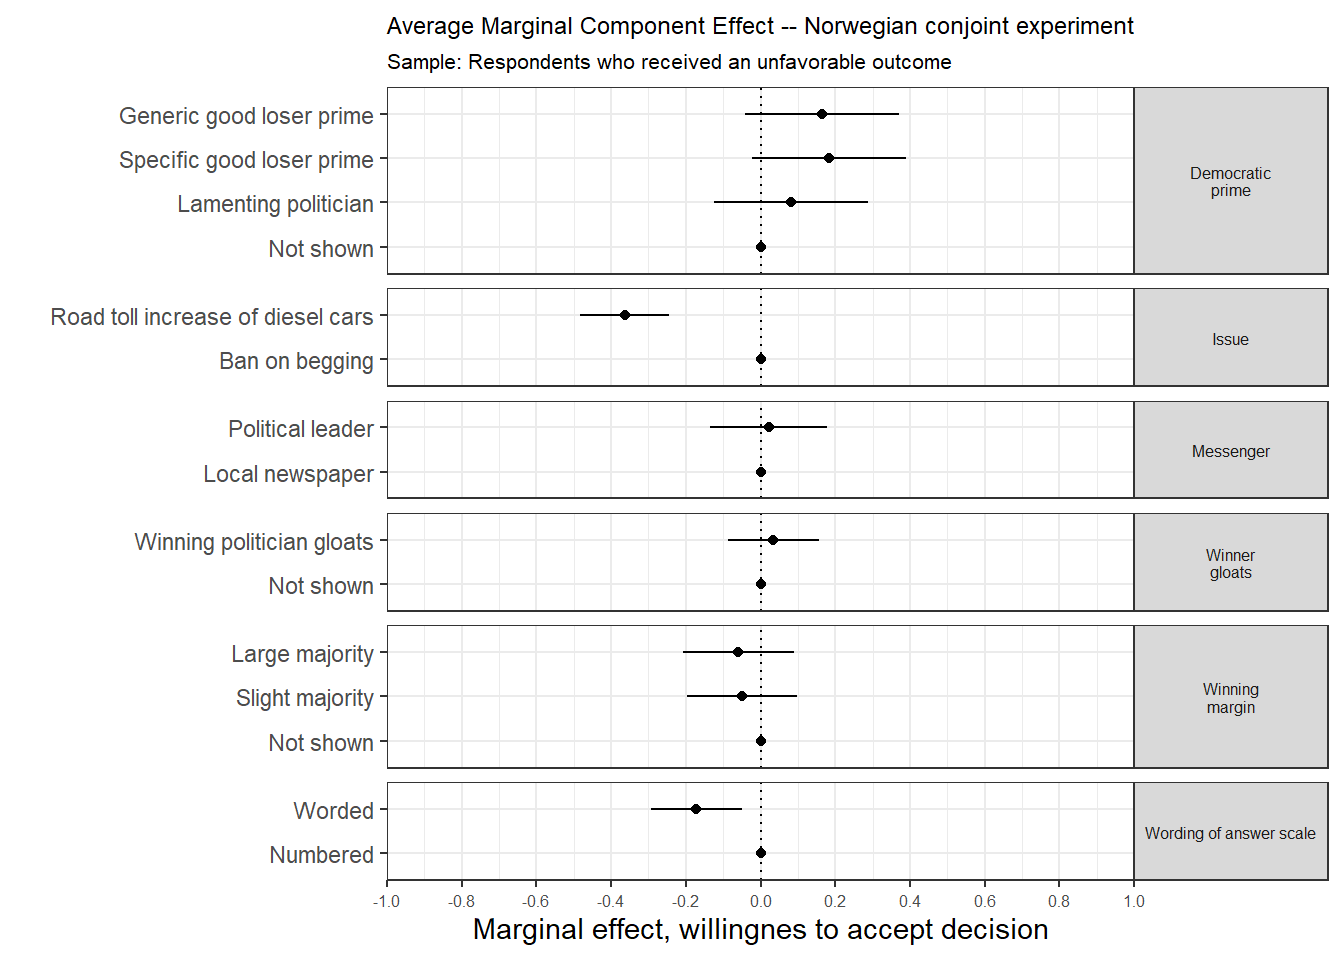 Average Marginal Component Effect -- Norwegian conjoint experiment
Sample: Respondents who received an unfavorable outcome
Generic good loser prime
Specific good loser prime
Lamenting politician
Not shown
Democratic
prime
Road toll increase of diesel cars
Ban on begging
Issue
Political leader
Local newspaper
Messenger
Winning politician gloats
Not shown
Winner
gloats
Large majority
Slight majority
Not shown
Winning
margin
Worded
Numbered
Wording of answer scale
-1.0 -0.8 -0.6 -0.4 -0.2 0.0 0.2 0.4 0.6 0.8 1.0
Marginal effect, willingnes to accept decision